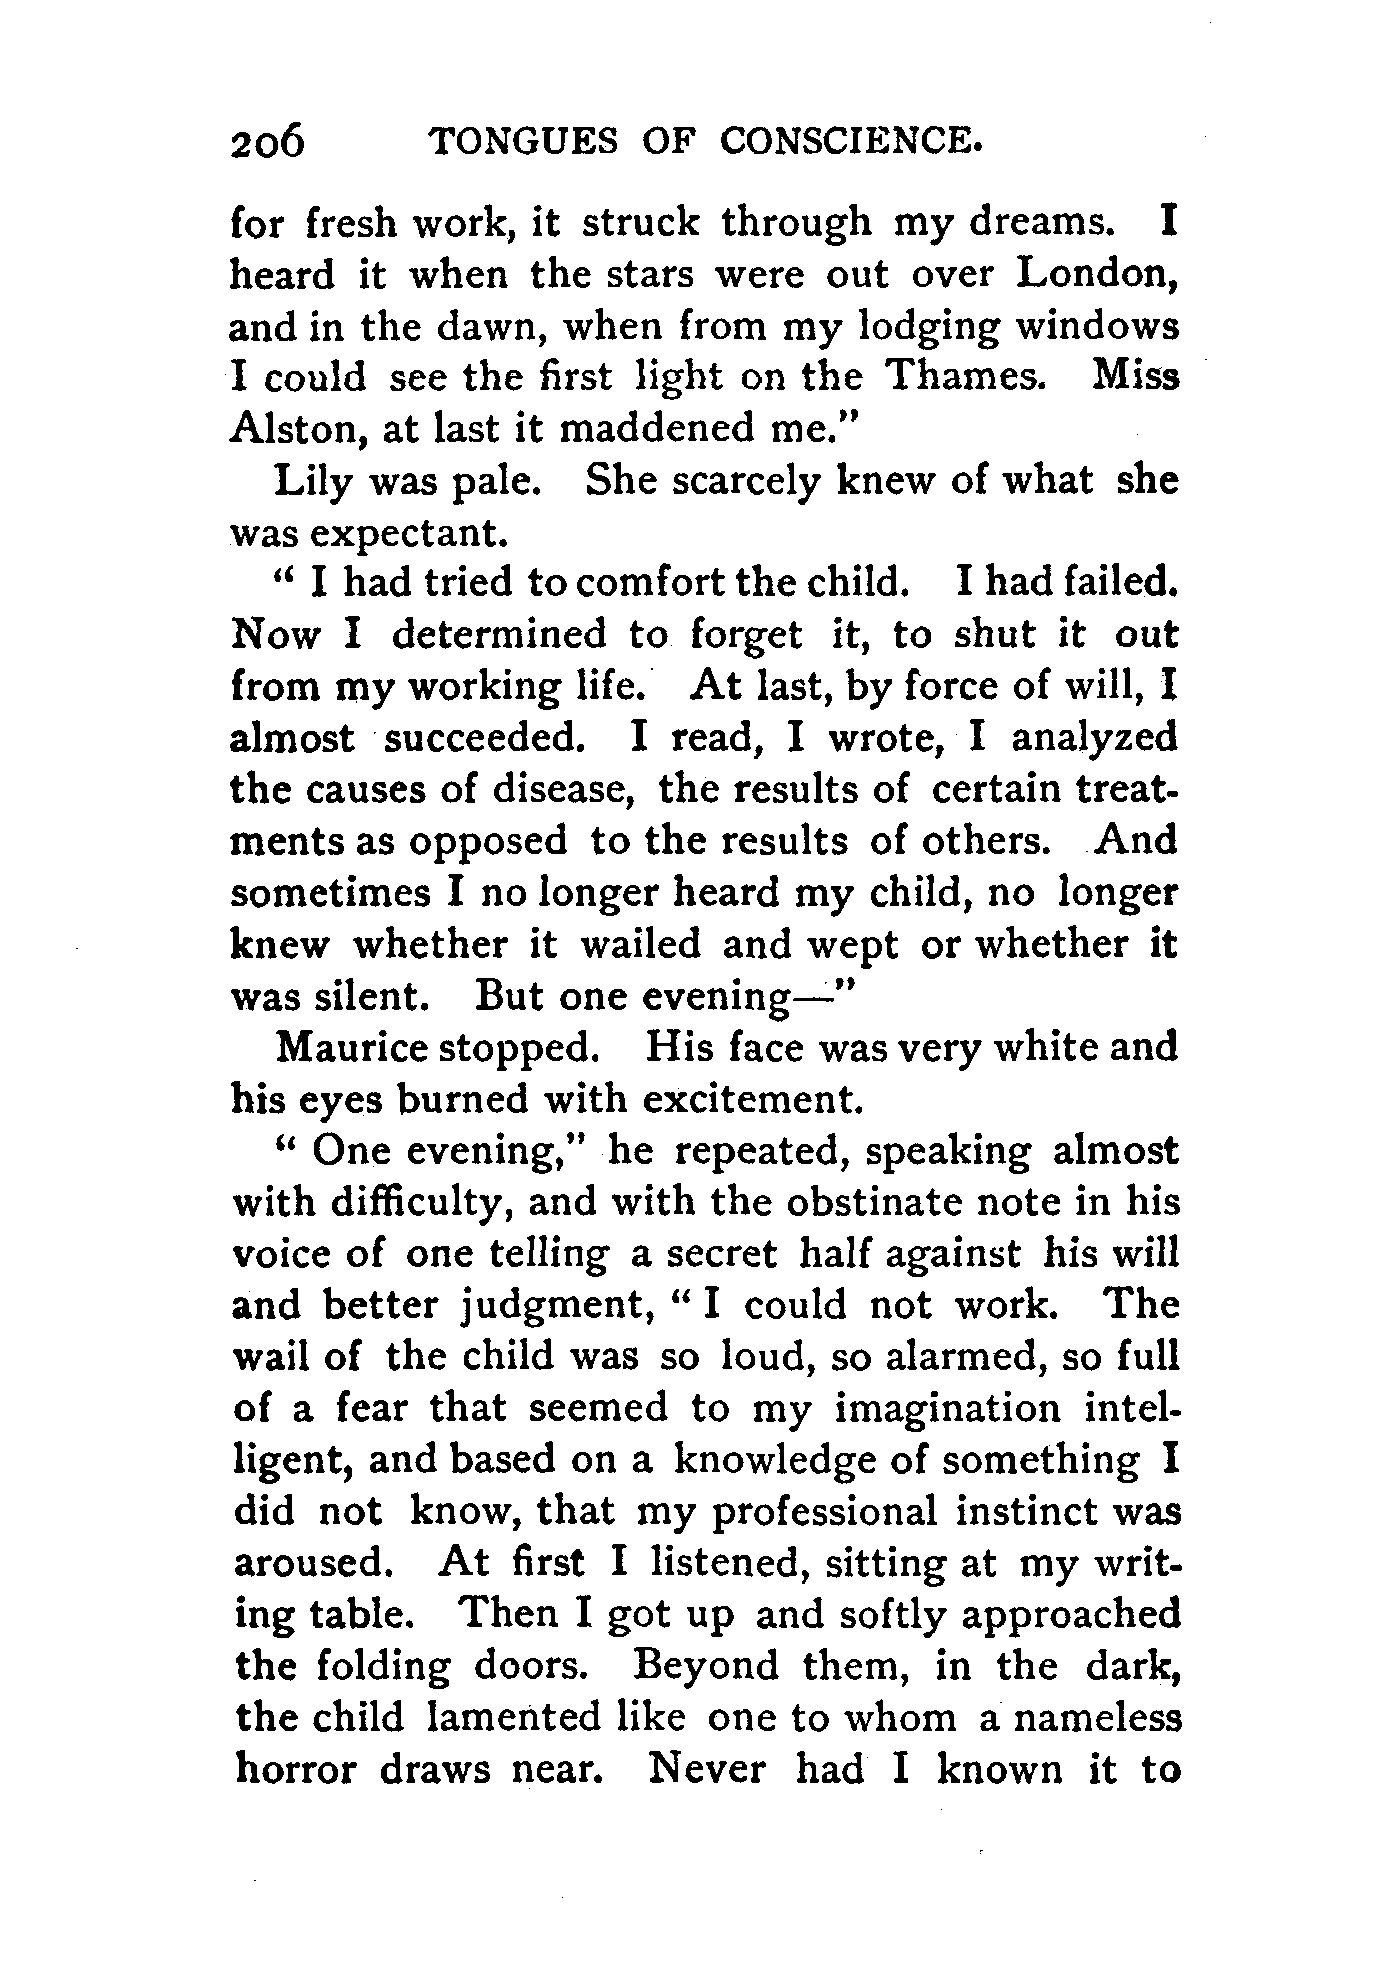 206 TONGUES OF CONSCIENCE.
for fresh work, it struck through my dreams. I
heard it when the stars were out over London,
and in the dawn, when from my lodging windows
I could see the first light on the Thames. Miss
Alston, at last it maddened me."
Lily was pale. She scarcely knew of what she
was expectant.
" I had tried to comfort the child. I had failed.
Now I determined to forget it, to shut it out
from my working life. At last, by force of will, I
almost succeeded. I read, I wrote, I analyzed
the causes of disease, the results of certain treat-
ments as opposed to the results of others. And
sometimes I no longer heard my child, no longer
knew whether it wailed and wept or whether it
was silent. But one evening—"
Maurice stopped. His face was very white and
his eyes burned with excitement.
" One evening," he repeated, speaking almost
with difficulty, and with the obstinate note in his
voice of one telling a secret half against his will
and better judgment, " I could not work. The
wail of the child was so loud, so alarmed, so full
of a fear that seemed to my imagination intel-
ligent, and based on a knowledge of something I
did not know, that my professional instinct was
aroused. At first I listened, sitting at my writ-
ing table. Then I got up and softly approached
the folding doors. Beyond them, in the dark,
the child lamented like one to whom a nameless
horror draws near. Never had I known it to